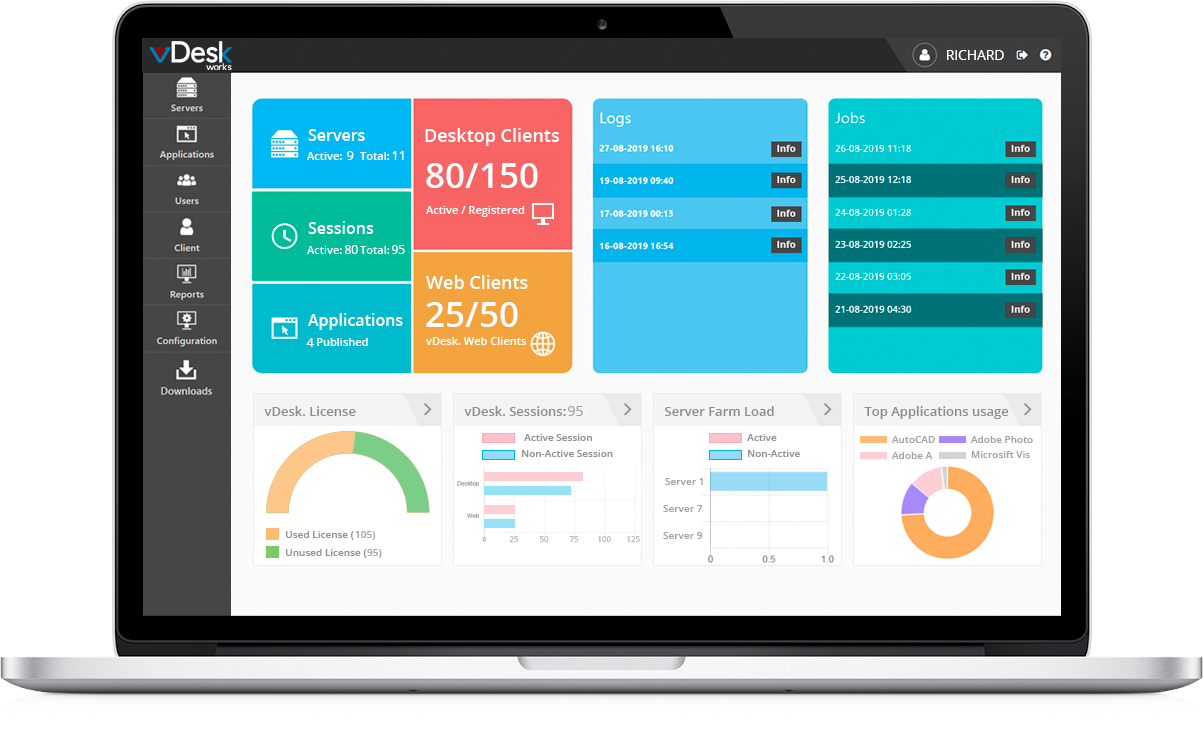 vDesk
works
RICHARD
Servers
Applications
Users
Client
Reports
Configuration
Downloads
Servers
Active: 9 Total: 11
Sessions
Active: 80 Total: 95
Applications
4 Published
Desktop Clients
80/150
Active / Registered
Web Clients
25/50
vDesk. Web Clients
Logs
27-08-2019 16:10 Info
19-08-2019 09:40 Info
17-08-2019 00:13 Info
16-08-2019 16:54 Info
Jobs
26-08-2019 11:18 Info
25-08-2019 12:18 Info
24-08-2019 01:28 Info
23-08-2019 02:25 Info
22-08-2019 03:05 Info
21-08-2019 04:30 Info
vDesk. License
Used License (105)
Unused License (95)
vDesk. Sessions:95
Active Session
Non-Active Session
Desktop
Web
0 25 50 75 100 125
Server Farm Load
Active
Non-Active
Server 1
Server 7
Server 9
0 0.5 1.0
Top Applications usage
AutoCAD Adobe Photo
Adobe A Microsift Vis